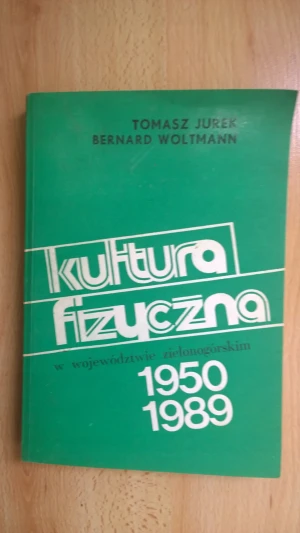 TOMASZ JUREK
BERNARD WOLTMANN
kultura
fizyczna
w województwie zielonogórskim
1950
1989